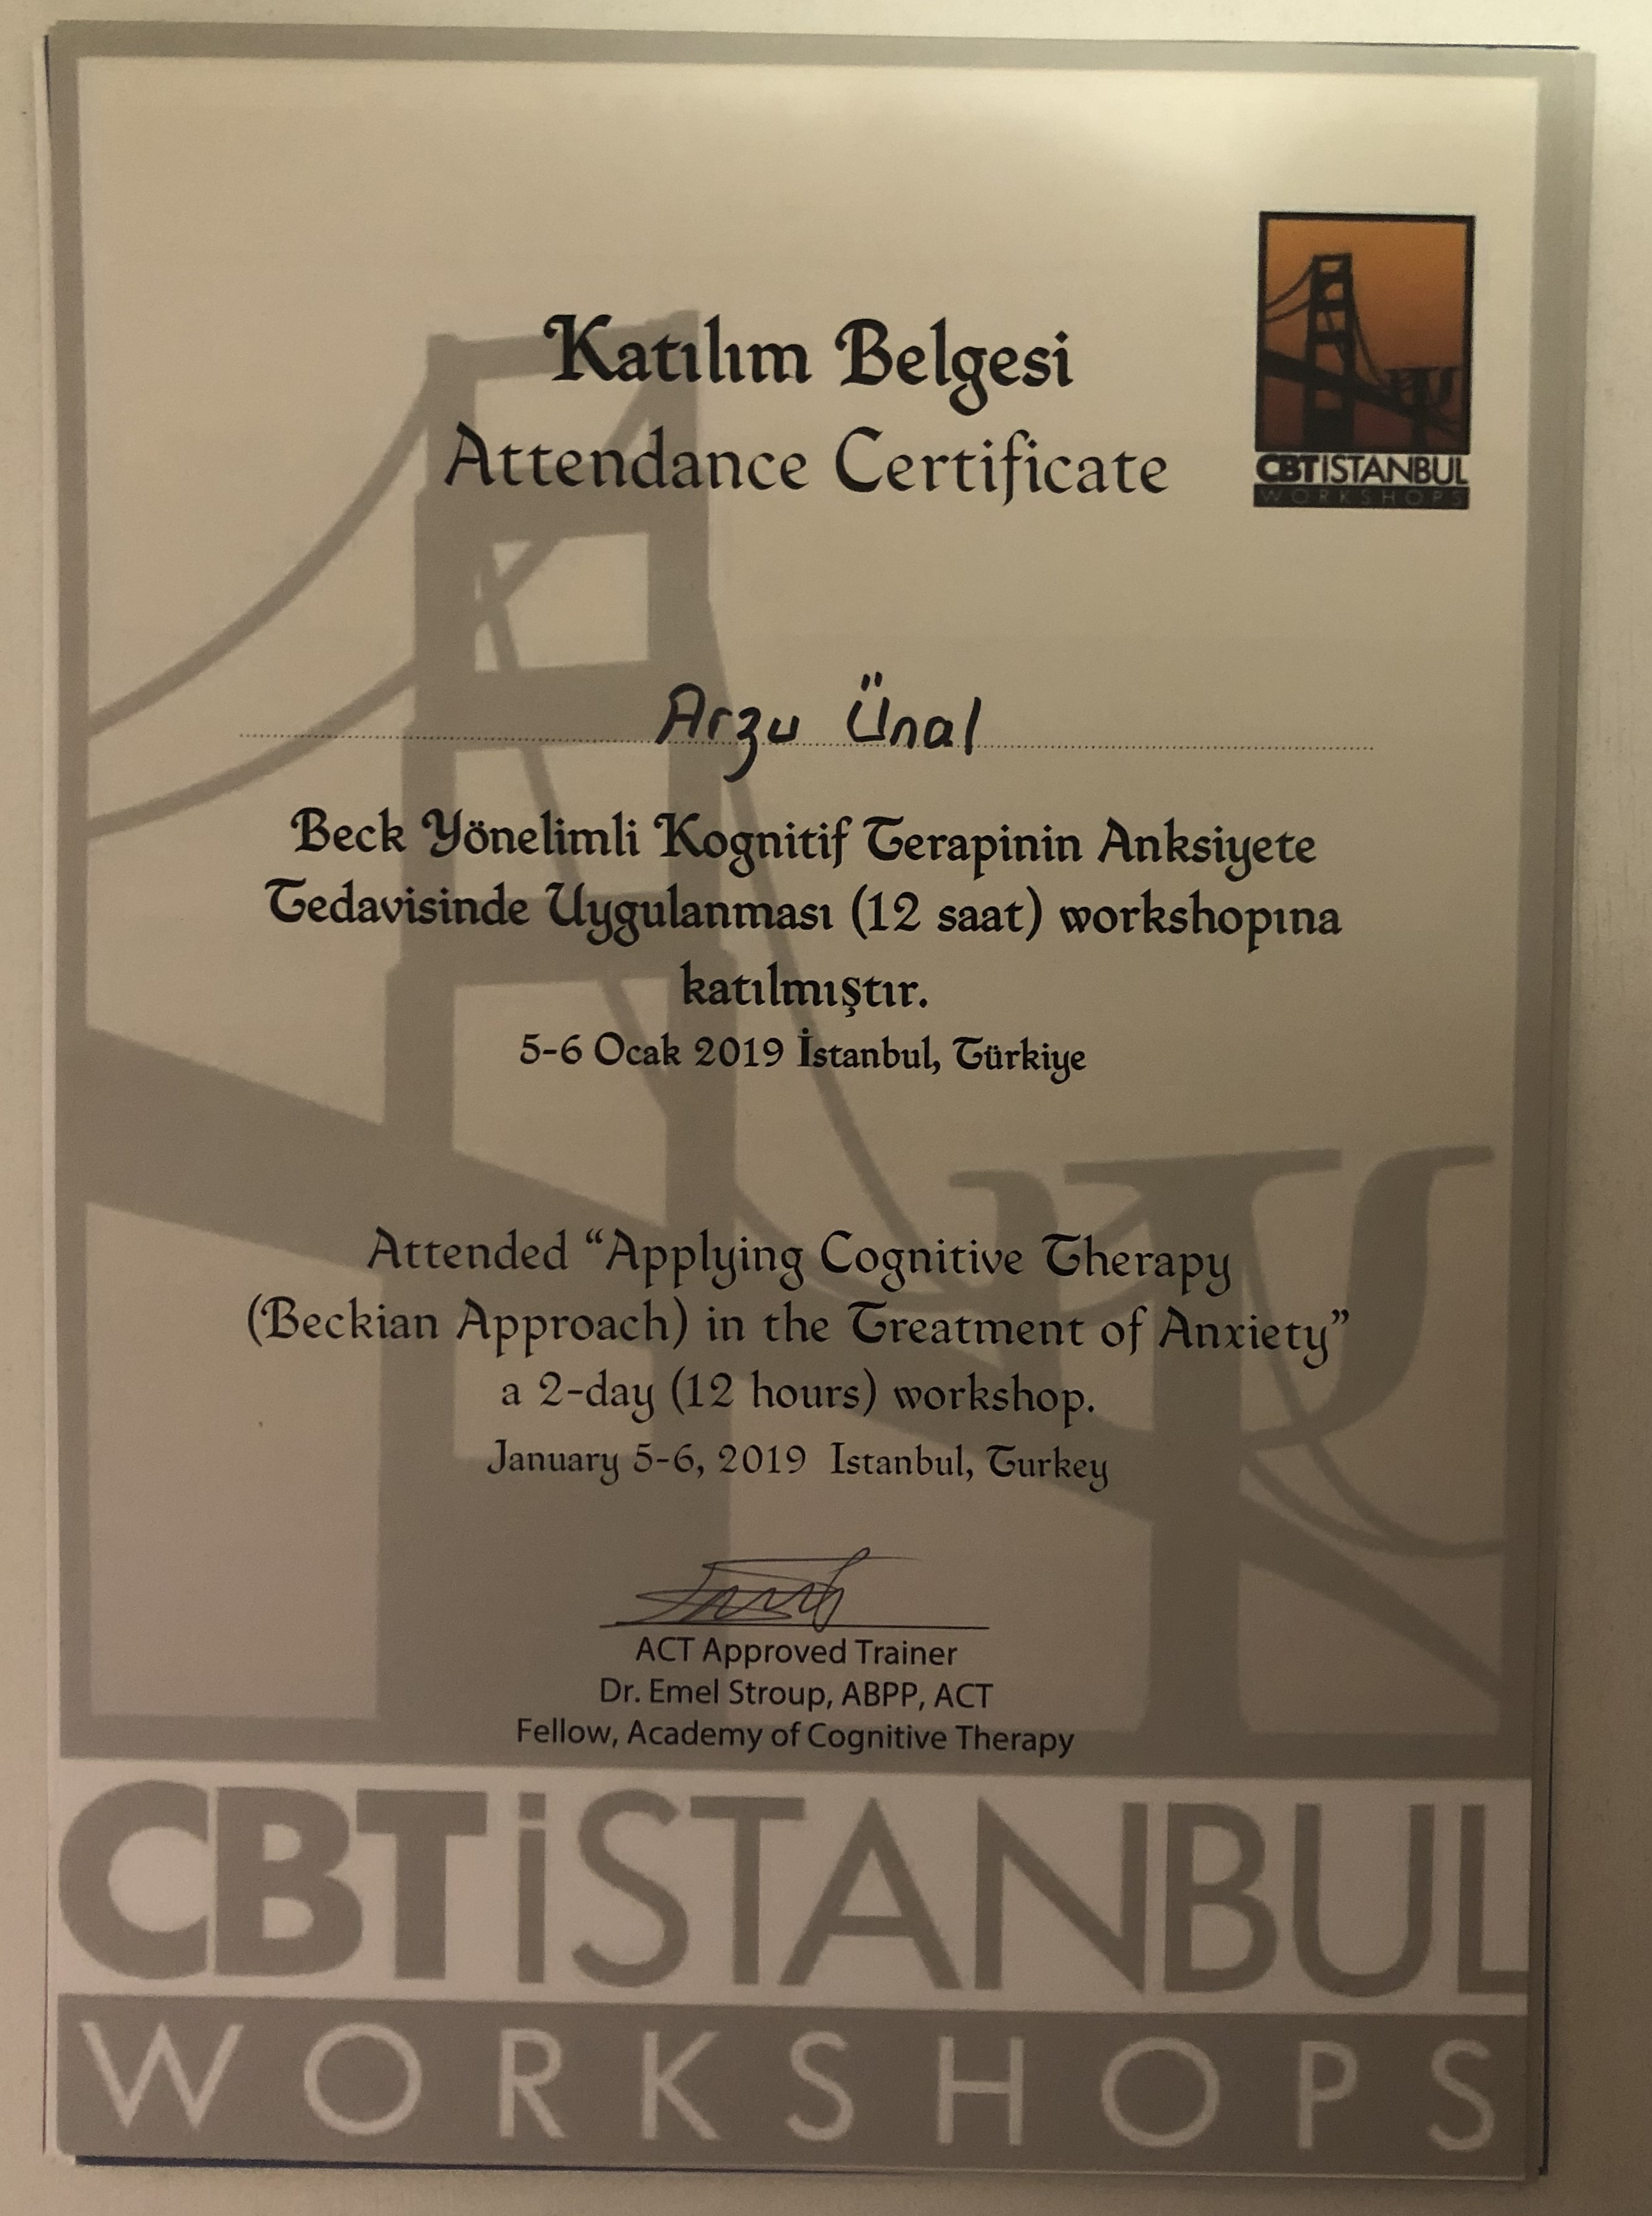 Katılım Belgesi
Attendance Certificate
CBTISTANBUL
WORKSHOPS
Arzu Ünal
Beck Yönelimli Kognitif Terapinin Anksiyete
Tedavisinde Uygulanması (12 saat) workshopına
katılmıştır.
5-6 Ocak 2019 İstanbul, Türkiye
Attended “Applying Cognitive Therapy
(Beckian Approach) in the Treatment of Anxiety”
a 2-day (12 hours) workshop.
January 5-6, 2019 Istanbul, Turkey
ACT Approved Trainer
Dr. Emel Stroup, ABPP, ACT
Fellow, Academy of Cognitive Therapy
CBTiSTANBUL
WORKSHOPS